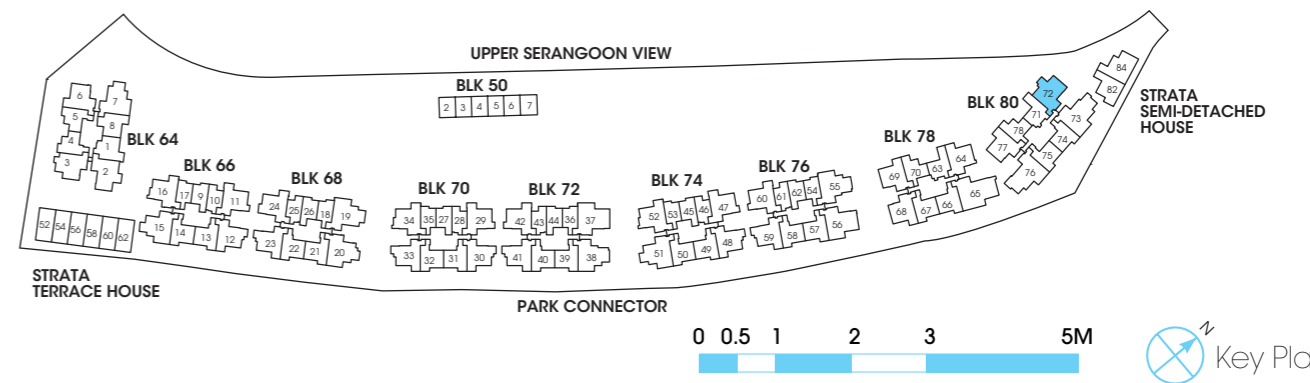 UPPER SERANGOON VIEW
BLK 50
2 3 4 5 6 7
BLK 64
6 7
5 8
4 1
3 2
BLK 66
16 17 9 10 11
15 14 13 12
BLK 68
24 25 26 18 19
23 22 21 20
BLK 70
34 35 27 28 29
33 32 31 30
BLK 72
42 43 44 36 37
41 40 39 38
BLK 74
52 53 45 46 47
51 50 49 48
BLK 76
60 61 62 54 55
59 58 57 56
BLK 78
69 70 63 64
68 67 66 65
BLK 80
72
71 73
78 74
77 75
76
84
82
STRATA
SEMI-DETACHED
HOUSE
52 54 56 58 60 62
STRATA
TERRACE HOUSE
PARK CONNECTOR
0 0.5 1 2 3 5M
N
Key Pla